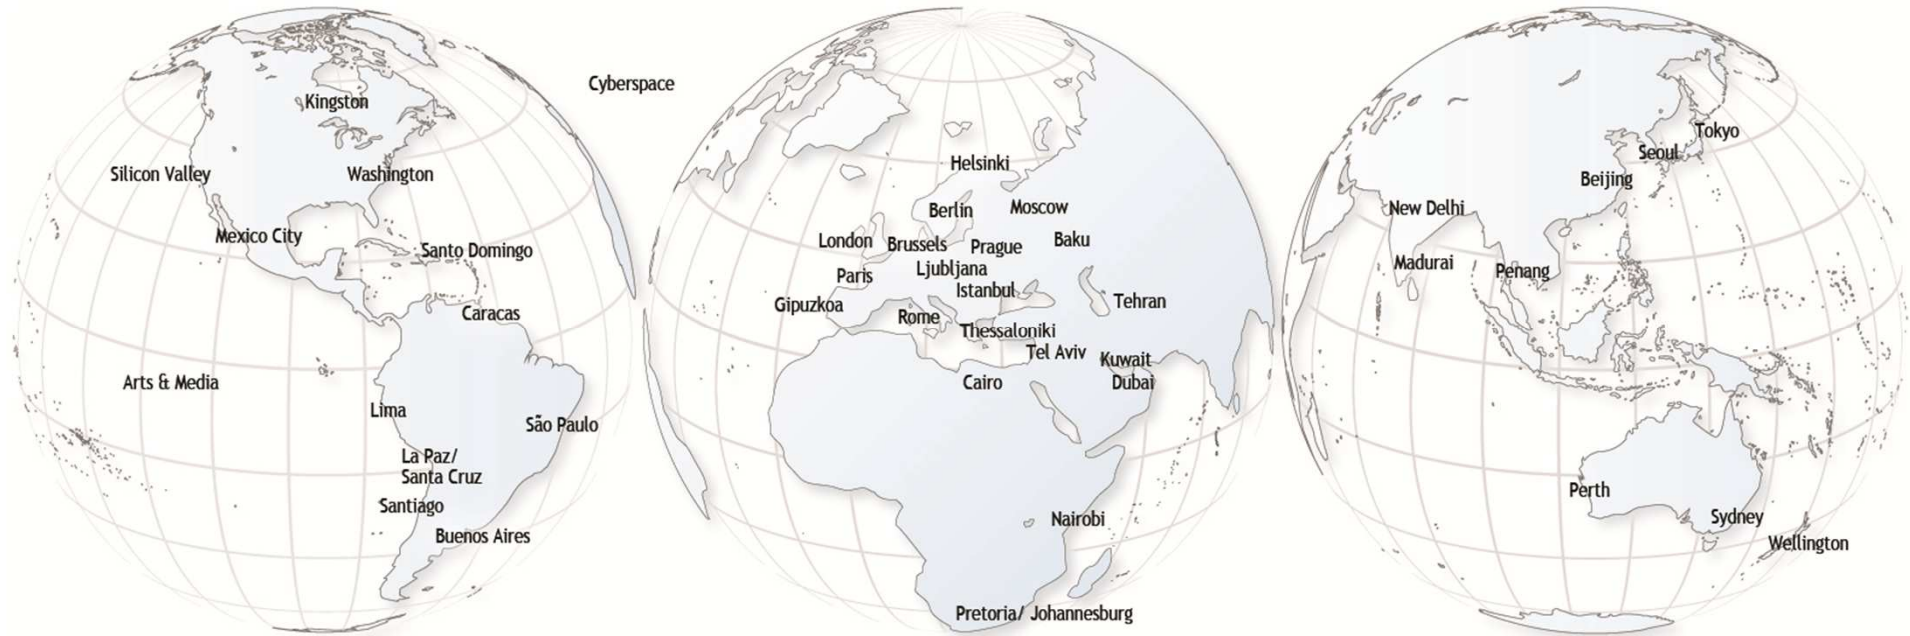 Kingston
Silicon Valley
Washington
Mexico City
Santo Domingo
Caracas
Arts & Media
Lima
São Paulo
La Paz/
Santa Cruz
Santiago
Buenos Aires
Cyberspace
Helsinki
Berlin
Moscow
London
Brussels
Prague
Baku
Ljubljana
Paris
Istanbul
Gipuzkoa
Rome
Tehran
Thessaloniki
Tel Aviv
Kuwait
Cairo
Dubai
Nairobi
Pretoria/ Johannesburg
Tokyo
Seoul
Beijing
New Delhi
Madurai
Penang
Perth
Sydney
Wellington